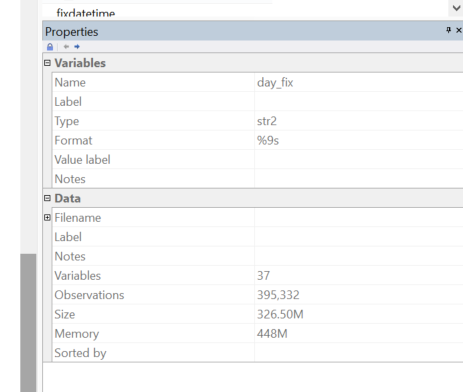 fixdatetime
Properties
Variables
Name day_fix
Label
Type str2
Format %9s
Value label
Notes
Data
Filename
Label
Notes
Variables 37
Observations 395,332
Size 326.50M
Memory 448M
Sorted by